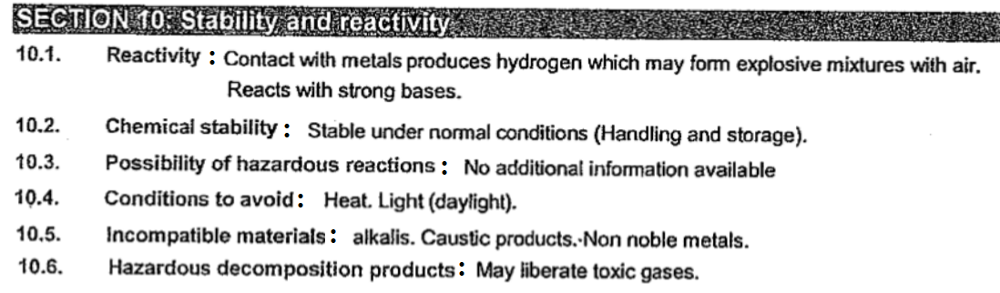 SECTION 10: Stability and reactivity
10.1. Reactivity : Contact with metals produces hydrogen which may form explosive mixtures with air.
Reacts with strong bases.
10.2. Chemical stability : Stable under normal conditions (Handling and storage).
10.3. Possibility of hazardous reactions : No additional information available
10.4. Conditions to avoid : Heat. Light (daylight).
10.5. Incompatible materials : alkalis. Caustic products. Non noble metals.
10.6. Hazardous decomposition products : May liberate toxic gases.